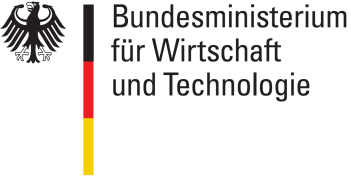 Bundesministerium
für Wirtschaft
und Technologie